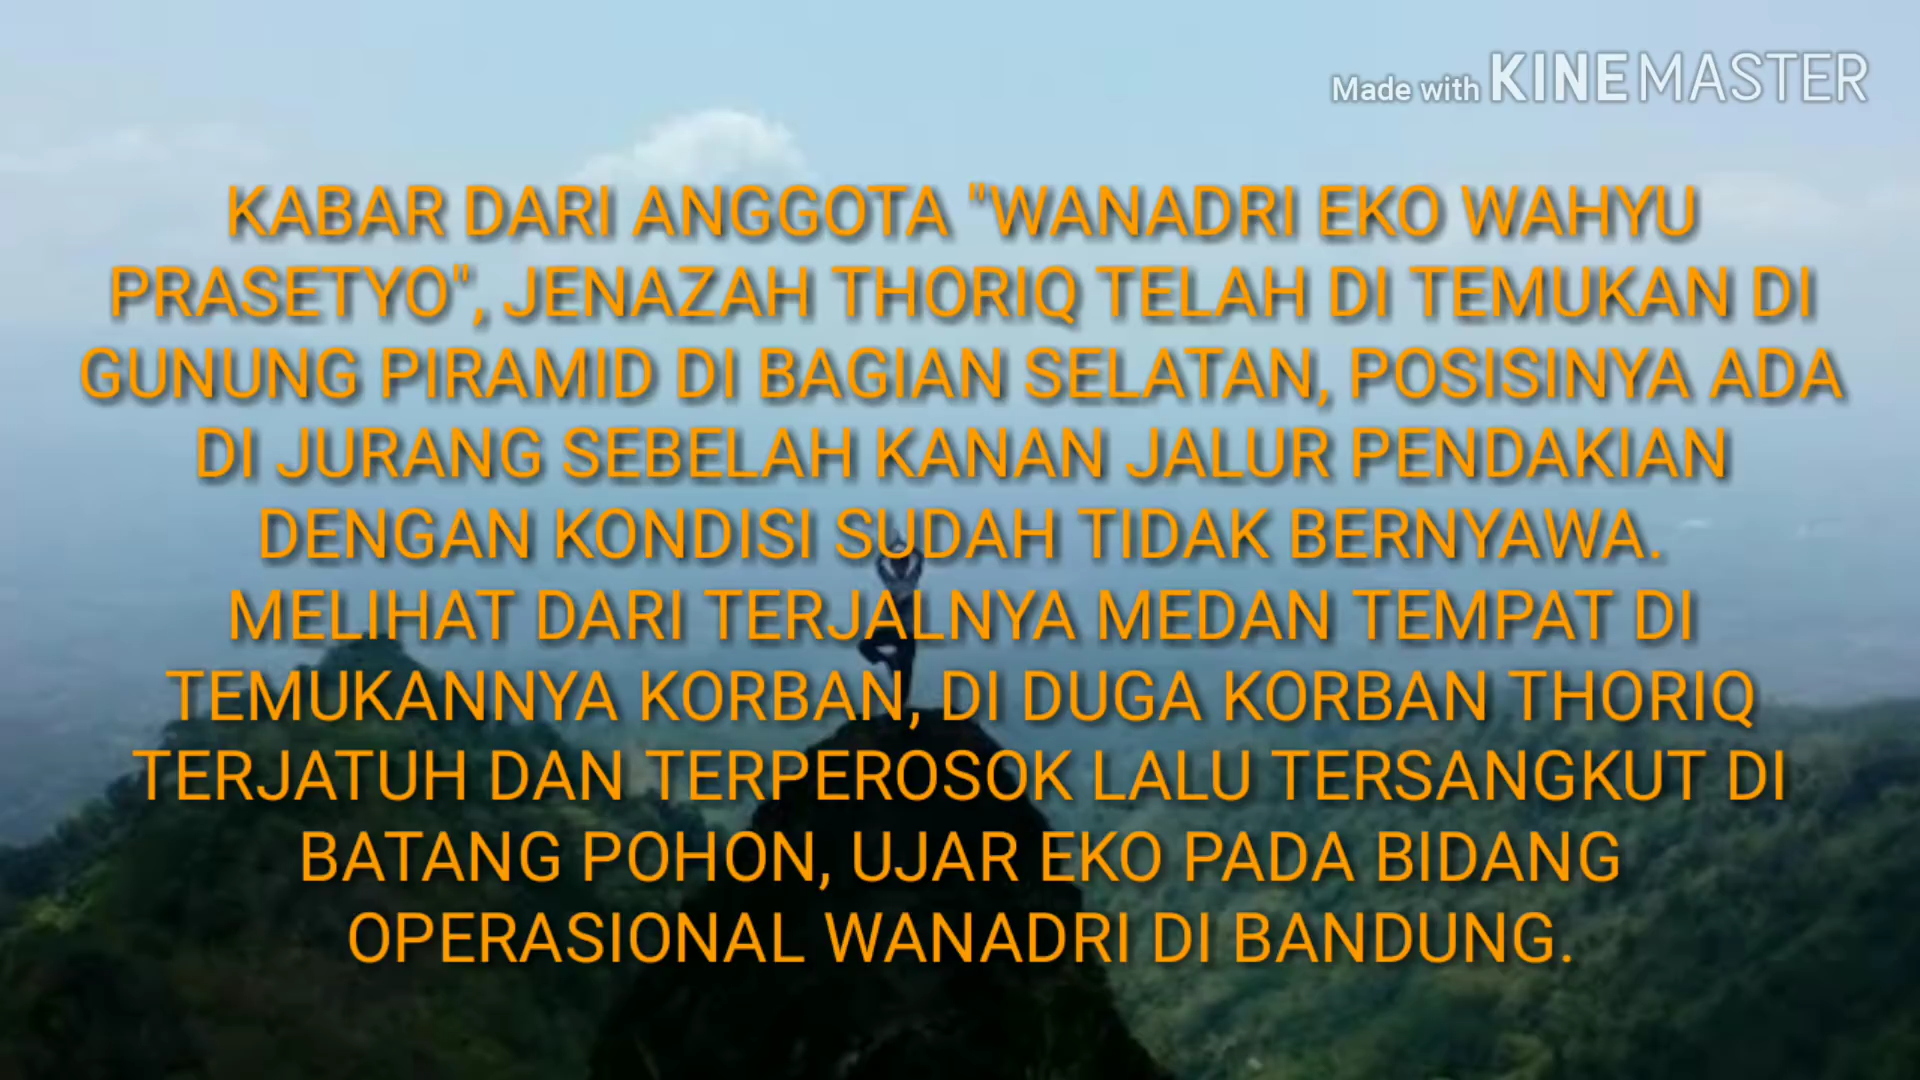 Made with KINEMASTER
KABAR DARI ANGGOTA "WANADRI EKO WAHYU
PRASETYO", JENAZAH THORIQ TELAH DI TEMUKAN DI
GUNUNG PIRAMID DI BAGIAN SELATAN, POSISINYA ADA
DI JURANG SEBELAH KANAN JALUR PENDAKIAN
DENGAN KONDISI SUDAH TIDAK BERNYAWA.
MELIHAT DARI TERJALNYA MEDAN TEMPAT DI
TEMUKANNYA KORBAN, DI DUGA KORBAN THORIQ
TERJATUH DAN TERPEROSOK LALU TERSANGKUT DI
BATANG POHON, UJAR EKO PADA BIDANG
OPERASIONAL WANADRI DI BANDUNG.